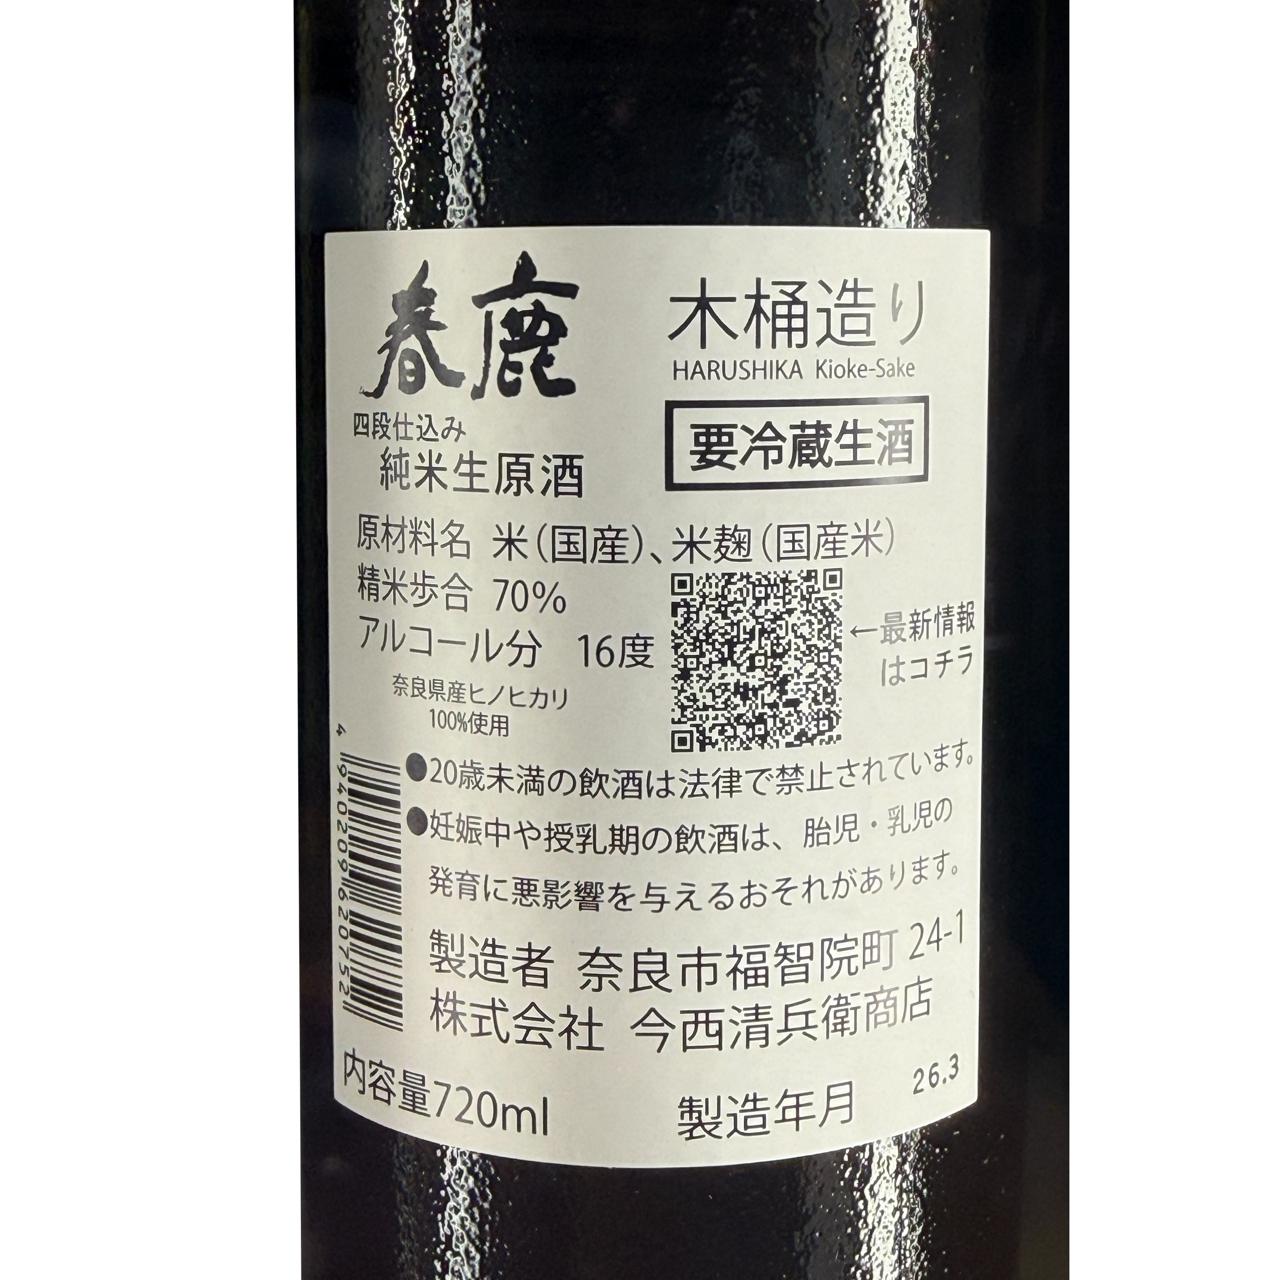 春鹿
木桶造り
HARUSHIKA Kioke-Sake
四段仕込み
純米生原酒
要冷蔵生酒
原材料名 米(国産)、米麹(国産米)
精米歩合 70%
アルコール分 16度
←最新情報
はコチラ
奈良県産ヒノヒカリ
100%使用
●20歳未満の飲酒は法律で禁止されています。
●妊娠中や授乳期の飲酒は、胎児・乳児の
発育に悪影響を与えるおそれがあります。
4 940209 620752
製造者 奈良市福智院町 24-1
株式会社 今西清兵衛商店
内容量720ml
製造年月 26.3